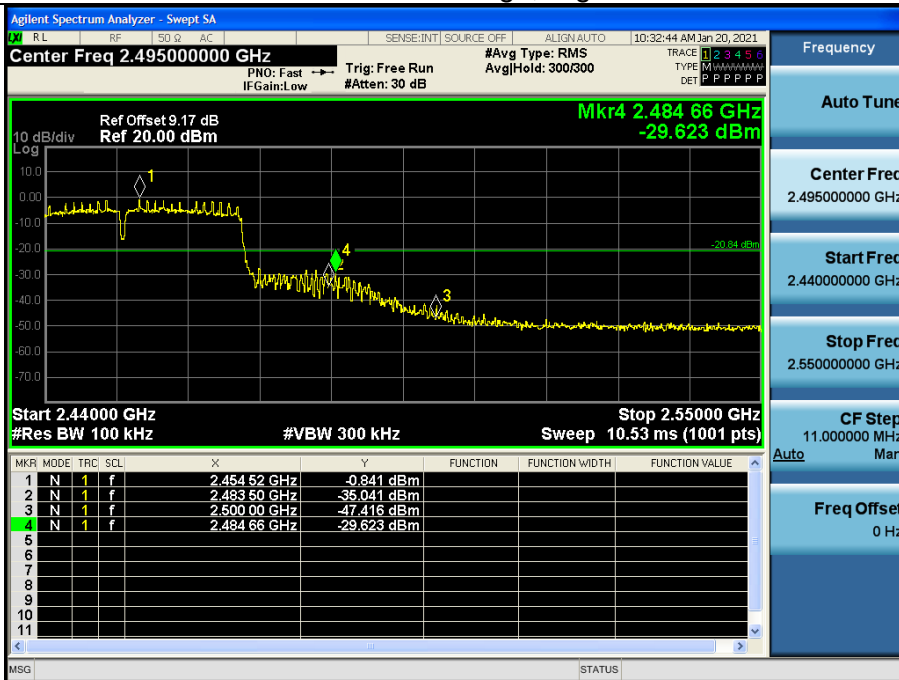 Agilent Spectrum Analyzer - Swept SA
LXI RL RF 50 Ω AC SENSE:INT SOURCE OFF ALIGN AUTO 10:32:44 AM Jan 20, 2021
Center Freq 2.495000000 GHz #Avg Type: RMS TRACE 1 2 3 4 5 6
PNO: Fast Trig: Free Run Avg|Hold: 300/300 TYPE M W W W W W
IFGain:Low #Atten: 30 dB DET P P P P P P
Ref Offset 9.17 dB
10 dB/div Ref 20.00 dBm
Log
Mkr4 2.484 66 GHz
-29.623 dBm
10.0
0.00
-10.0
-20.0
-30.0
-40.0
-50.0
-60.0
-70.0
1
4
2
3
-20.84 dBm
Start 2.44000 GHz Stop 2.55000 GHz
#Res BW 100 kHz #VBW 300 kHz Sweep 10.53 ms (1001 pts)
MKR MODE TRC SCL X Y FUNCTION FUNCTION WIDTH FUNCTION VALUE
1 N 1 f 2.454 52 GHz -0.841 dBm
2 N 1 f 2.483 50 GHz -35.041 dBm
3 N 1 f 2.500 00 GHz -47.416 dBm
4 N 1 f 2.484 66 GHz -29.623 dBm
5
6
7
8
9
10
11
MSG STATUS
Frequency
Auto Tune
Center Freq
2.495000000 GHz
Start Freq
2.440000000 GHz
Stop Freq
2.550000000 GHz
CF Step
11.000000 MHz
Auto Man
Freq Offset
0 Hz